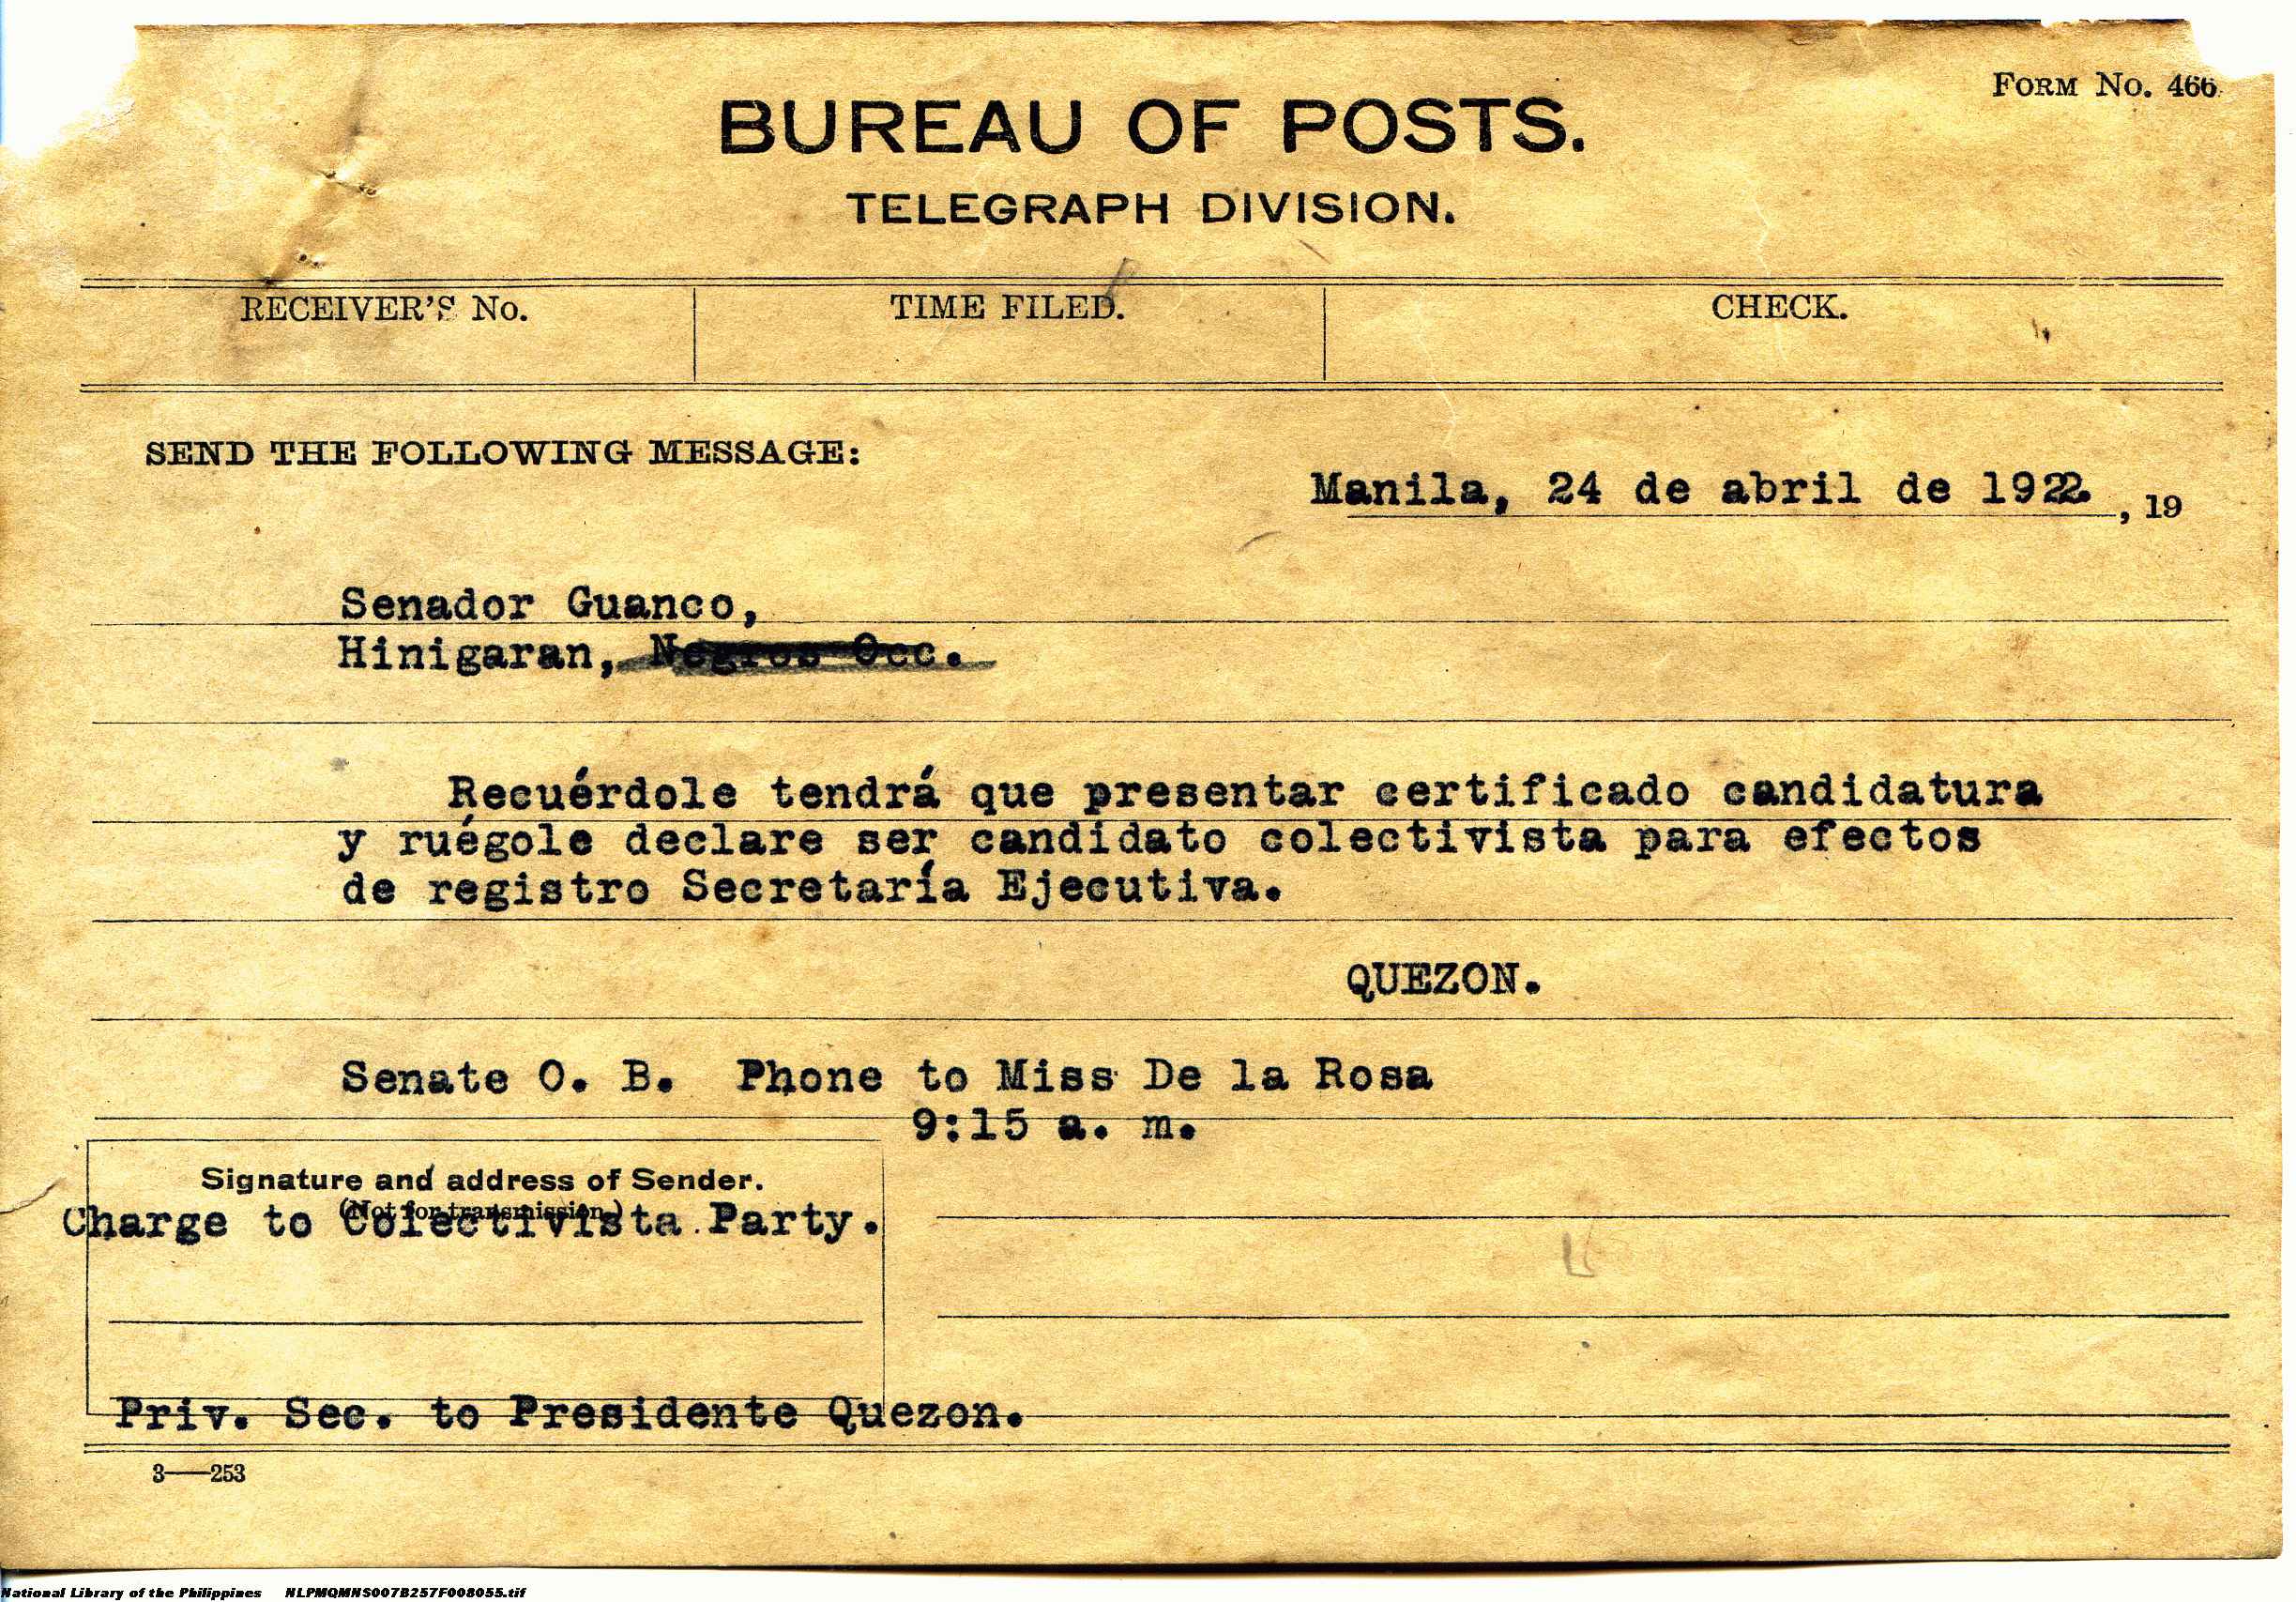 FORM No. 466
BUREAU OF POSTS.
TELEGRAPH DIVISION.
RECEIVER'S No. TIME FILED. CHECK.
SEND THE FOLLOWING MESSAGE:
Manila, 24 de abril de 1922. , 19
Senador Guanco,
Hinigaran, Negros Occ.
Recuérdole tendrá que presentar certificado candidatura
y ruégole declare ser candidato colectivista para efectos
de registro Secretaría Ejecutiva.
QUEZON.
Senate O. B. Phone to Miss De la Rosa
9:15 a. m.
Signature and address of Sender.
(Not for transmission.)
Charge to Colectivista Party.
Priv. Sec. to Presidente Quezon.
3—253
National Library of the Philippines NLPMQMNS007B257F008055.tif